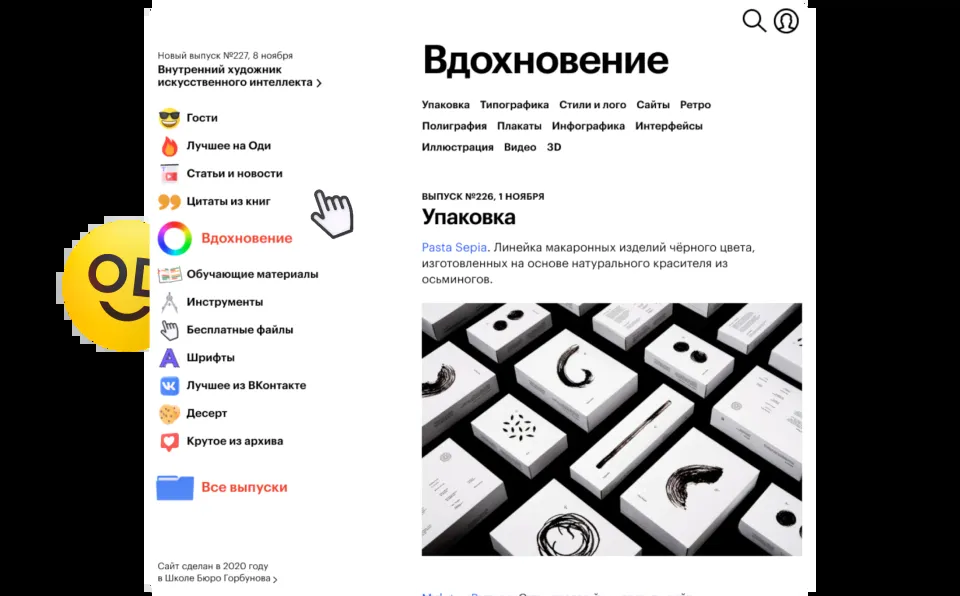 Новый выпуск №227, 8 ноября
Внутренний художник
искусственного интеллекта
Гости
Лучшее на Оди
Статьи и новости
Цитаты из книг
Вдохновение
Обучающие материалы
Инструменты
Бесплатные файлы
Шрифты
Лучшее из ВКонтакте
Десерт
Крутое из архива
Все выпуски
Сайт сделан в 2020 году
в Школе Бюро Горбунова
Вдохновение
Упаковка Типографика Стили и лого Сайты Ретро
Полиграфия Плакаты Инфографика Интерфейсы
Иллюстрация Видео 3D
ВЫПУСК №226, 1 НОЯБРЯ
Упаковка
Pasta Sepia. Линейка макаронных изделий чёрного цвета,
изготовленных на основе натурального красителя из
осьминогов.